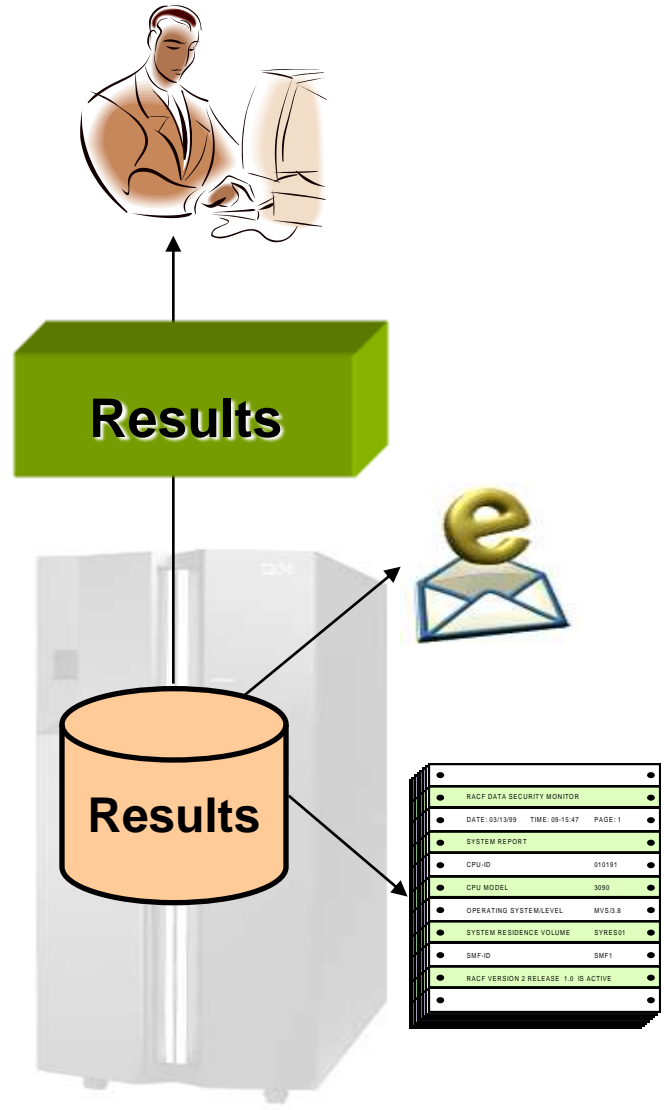 Results
IBM
Results
RACF DATA SECURITY MONITOR
DATE: 03/13/99 TIME: 09-15:47 PAGE: 1
SYSTEM REPORT
CPU-ID 010191
CPU MODEL 3090
OPERATING SYSTEM/LEVEL MVS/3.8
SYSTEM RESIDENCE VOLUME SYRES01
SMF-ID SMF1
RACF VERSION 2 RELEASE 1.0 IS ACTIVE